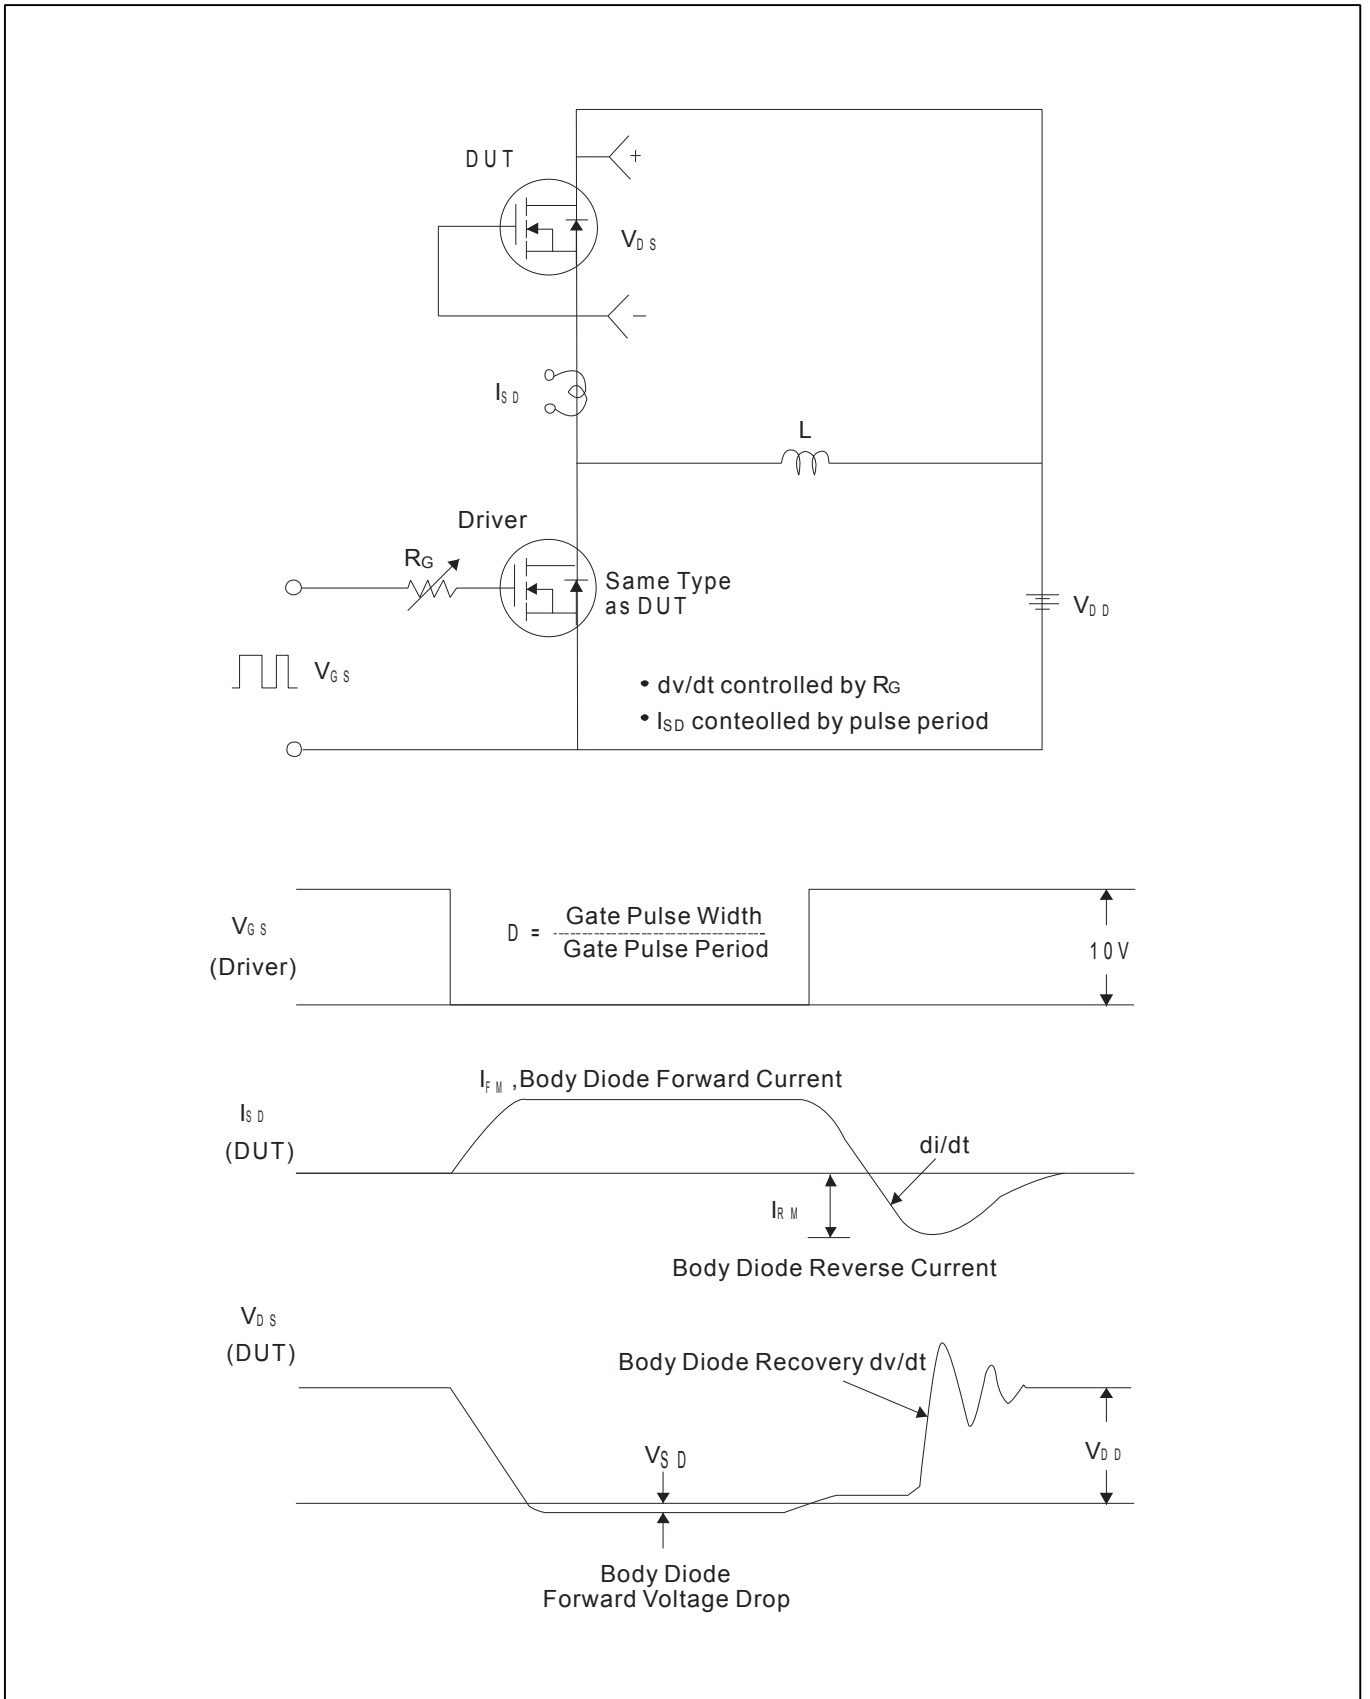 DUT
+
VDS
−
ISD
L
Driver
RG
Same Type
as DUT
VDD
VGS
• dv/dt controlled by RG
• ISD conteolled by pulse period
VGS
(Driver)
D = Gate Pulse Width
Gate Pulse Period
10V
IFM ,Body Diode Forward Current
ISD
(DUT)
di/dt
IRM
Body Diode Reverse Current
VDS
(DUT)
Body Diode Recovery dv/dt
VSD
VDD
Body Diode
Forward Voltage Drop